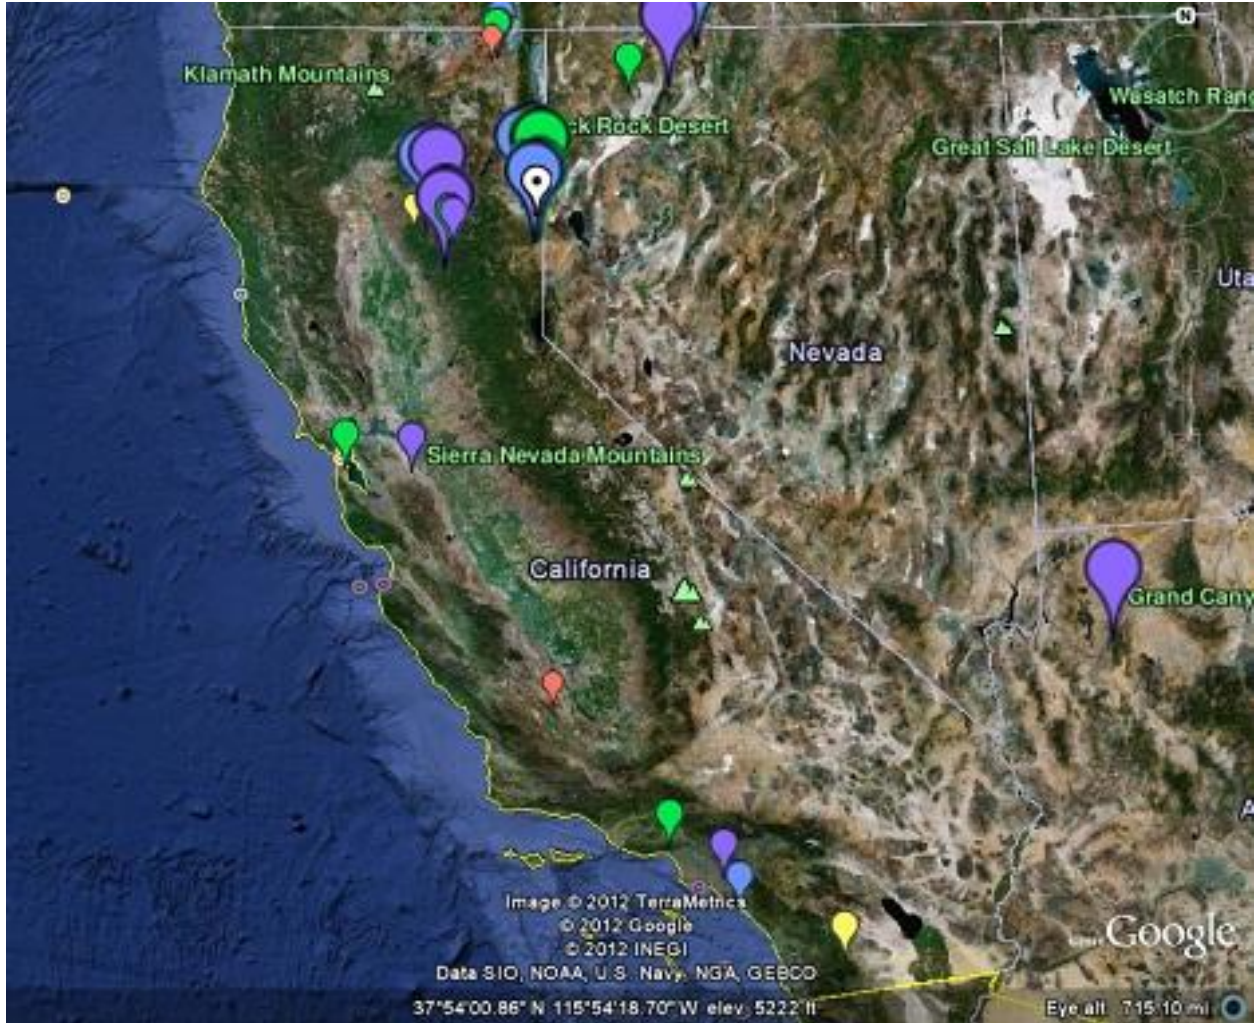 N
Klamath Mountains
Wasatch Rang
ck Rock Desert
Great Salt Lake Desert
Uta
Nevada
Sierra Nevada Mountains
California
Grand Cany
A
Image © 2012 TerraMetrics
© 2012 Google
© 2012 INEGI
Google
Data SIO, NOAA, U.S. Navy, NGA, GEBCO
37°54'00.86" N 115°54'18.70" W elev 5222 ft
Eye alt 715.10 mi